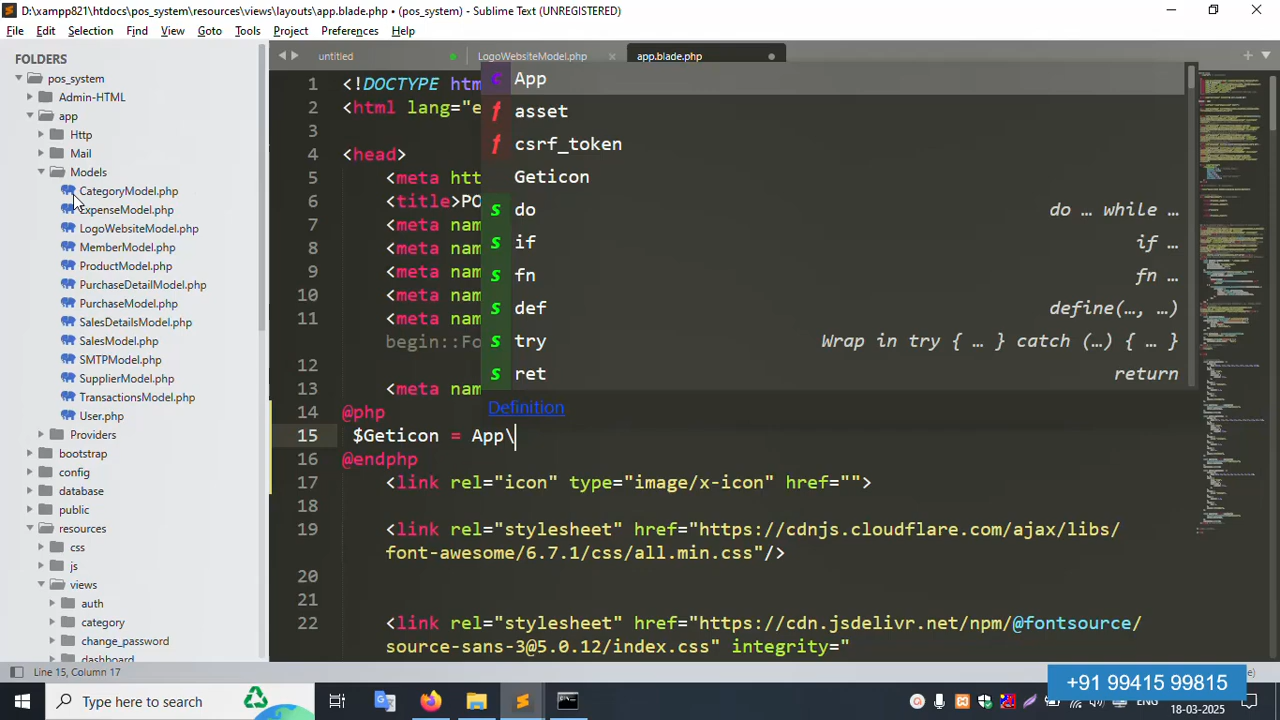 D:\xampp821\htdocs\pos_system\resources\views\layouts\app.blade.php • (pos_system) - Sublime Text (UNREGISTERED)
File Edit Selection Find View Goto Tools Project Preferences Help
FOLDERS
pos_system
Admin-HTML
app
Http
Mail
Models
CategoryModel.php
ExpenseModel.php
LogoWebsiteModel.php
MemberModel.php
ProductModel.php
PurchaseDetailModel.php
PurchaseModel.php
SalesDetailsModel.php
SalesModel.php
SMTPModel.php
SupplierModel.php
TransactionsModel.php
User.php
Providers
bootstrap
config
database
public
resources
css
js
views
auth
category
change_password
dashboard
untitled LogoWebsiteModel.php app.blade.php
1 <!DOCTYPE htm
2 <html lang="e
3
4 <head>
5 <meta htt
6 <title>PO
7 <meta nam
8 <meta nam
9 <meta nam
10 <meta nam
11 <meta nam
begin::Fo
12
13 <meta nam
14 @php
15 $Geticon = App\
16 @endphp
17 <link rel="icon" type="image/x-icon" href="">
18
19 <link rel="stylesheet" href="https://cdnjs.cloudflare.com/ajax/libs/
font-awesome/6.7.1/css/all.min.css"/>
20
21
22 <link rel="stylesheet" href="https://cdn.jsdelivr.net/npm/@fontsource/
source-sans-3@5.0.12/index.css" integrity="
c App
f asset
f csrf_token
Geticon
s do do … while …
s if if …
s fn fn …
s def define(…, …)
s try Wrap in try { … } catch (…) { … }
s ret return
Definition
Line 15, Column 17
+91 99415 99815
Type here to search
ENG
18-03-2025